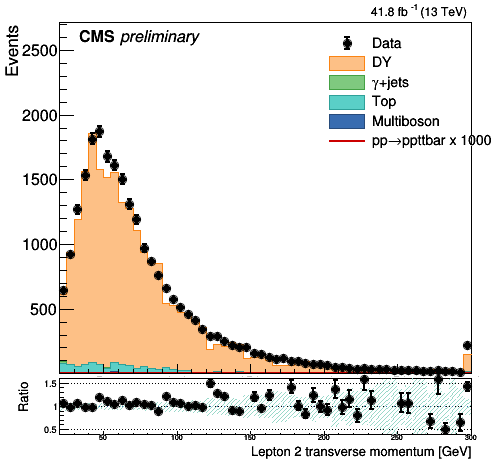 41.8 fb⁻¹ (13 TeV)
CMS preliminary
Events
2500
2000
1500
1000
500
Data
DY
γ+jets
Top
Multiboson
pp→ppttbar x 1000
Ratio
1.5
1
0.5
50
100
150
200
250
300
Lepton 2 transverse momentum [GeV]